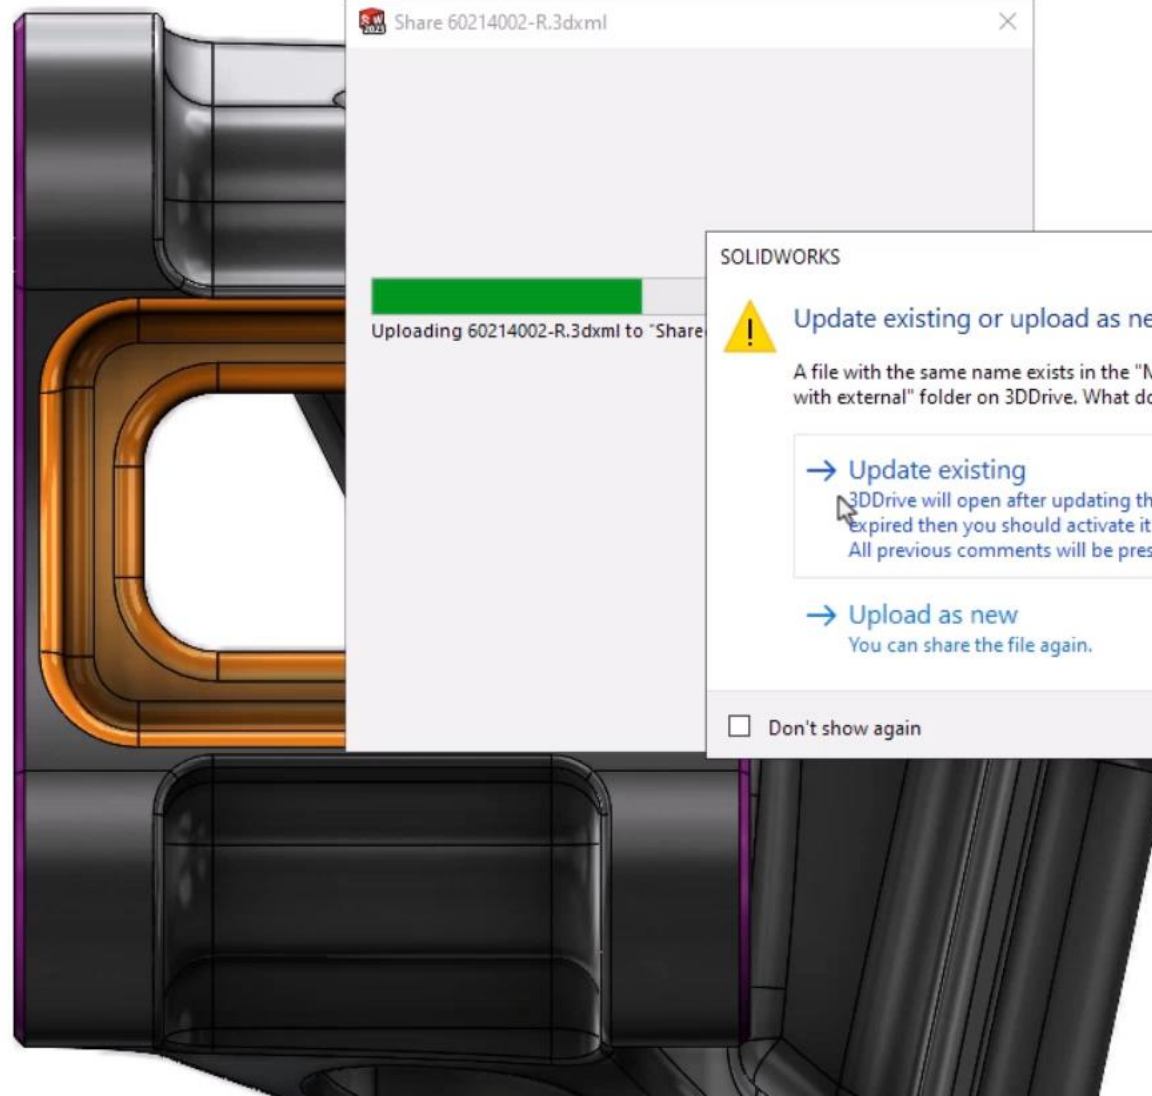 Share 60214002-R.3dxml
SOLIDWORKS
Uploading 60214002-R.3dxml to "Share
Update existing or upload as ne
A file with the same name exists in the "M
with external" folder on 3DDrive. What do
Update existing
3DDrive will open after updating th
expired then you should activate it
All previous comments will be pres
Upload as new
You can share the file again.
Don't show again